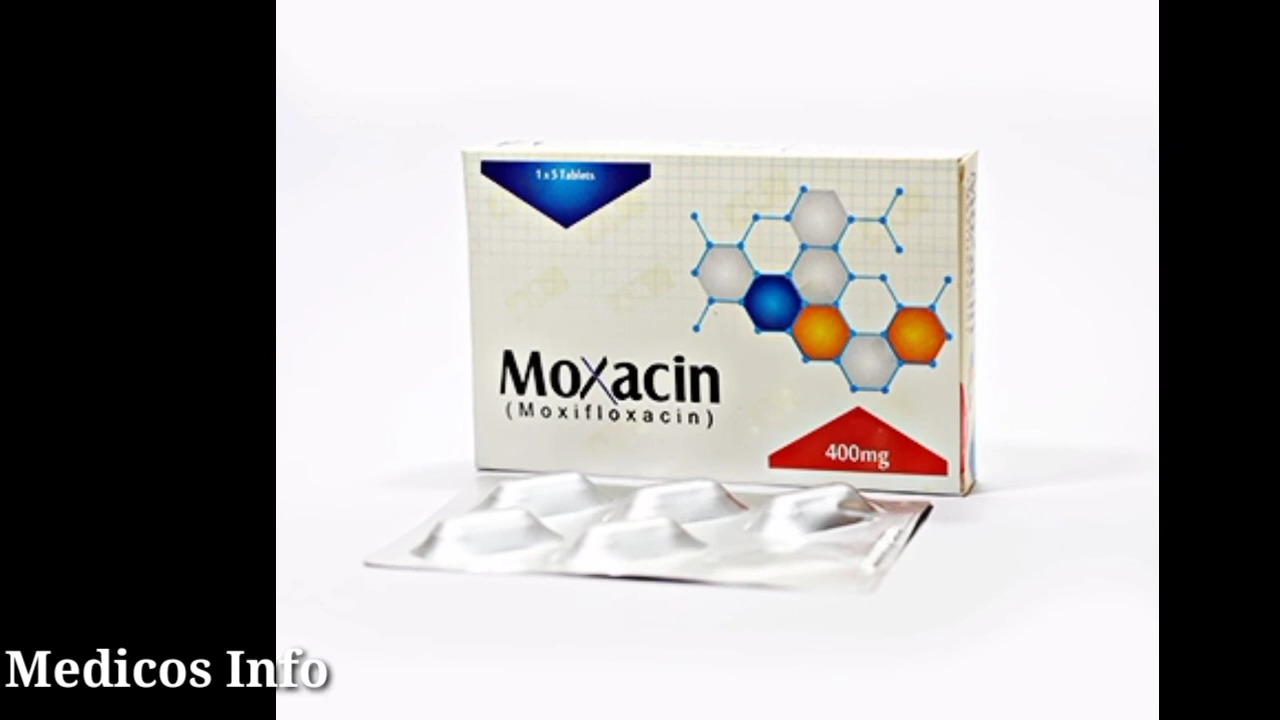 1 x 5 Tablets
Moxacin
(Moxifloxacin)
400mg
Medicos Info